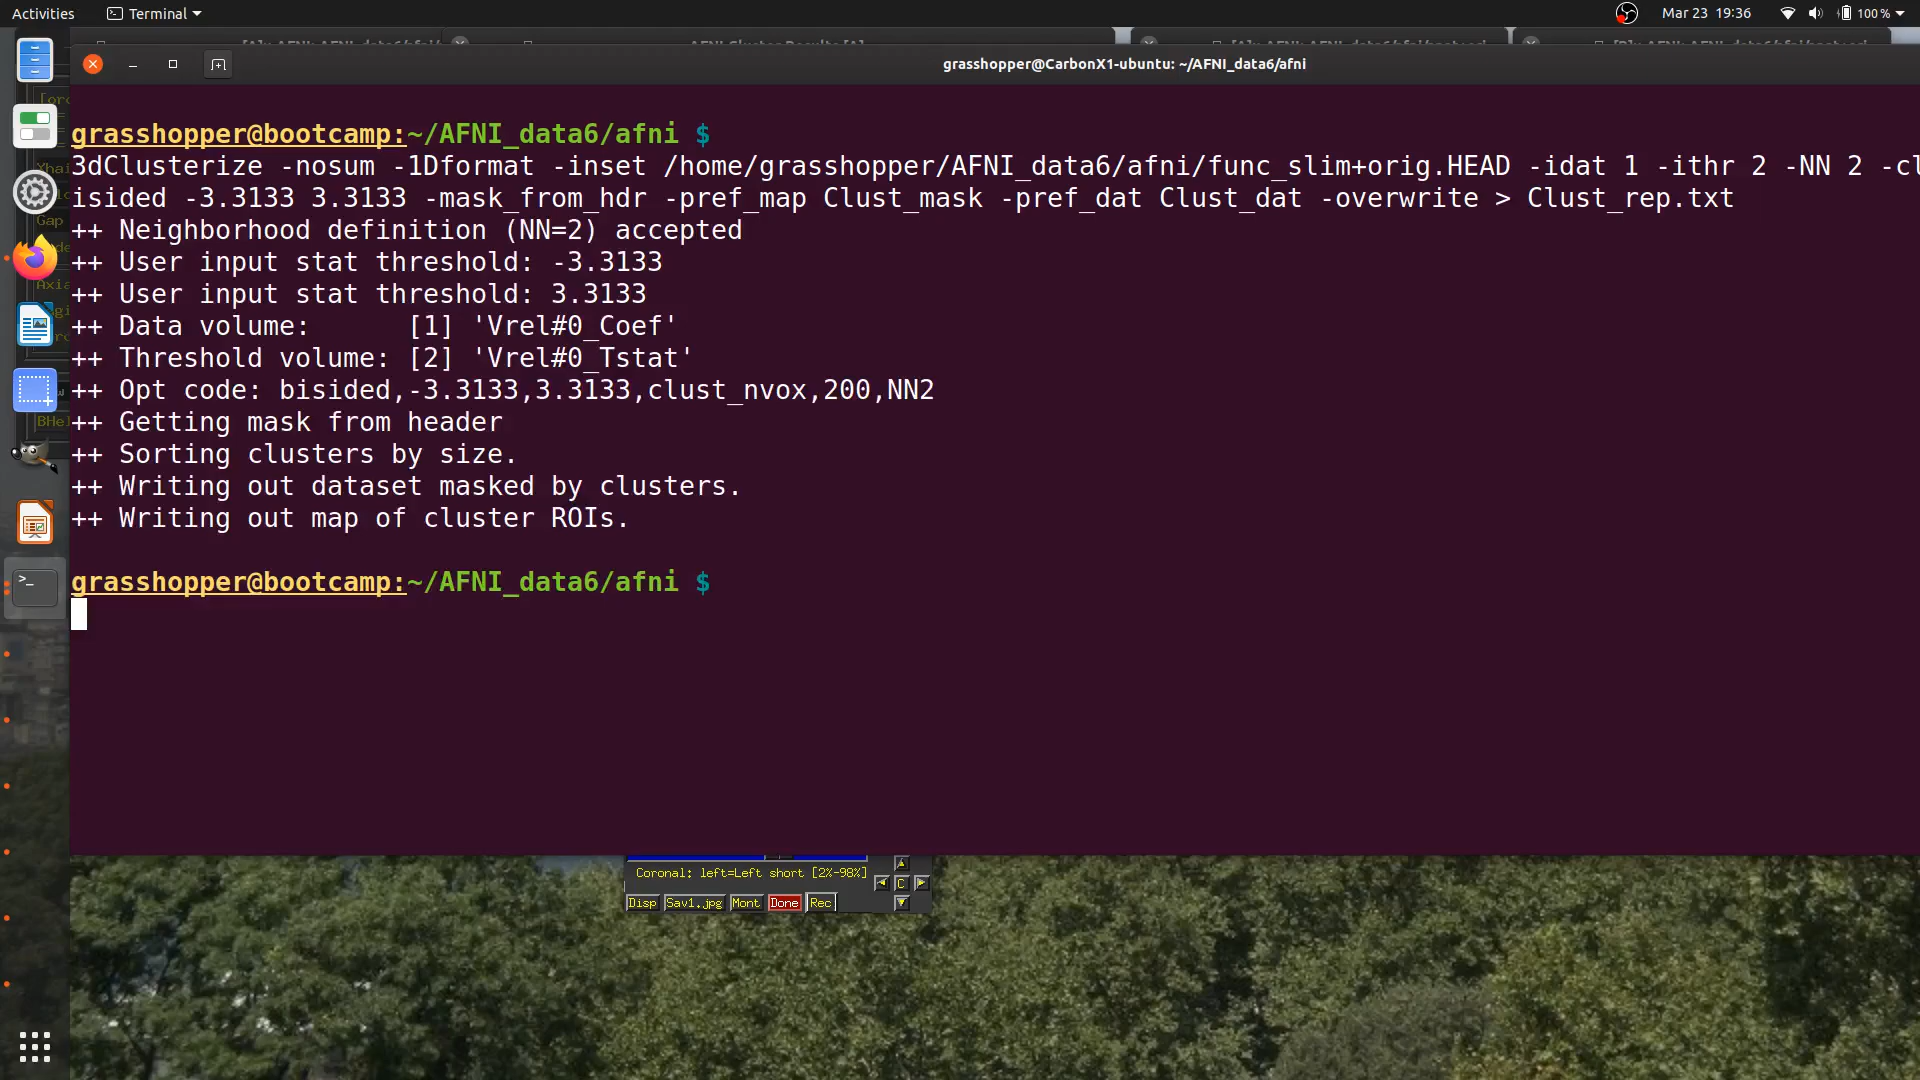 Activities Terminal Mar 23 19:36 100 %
grasshopper@CarbonX1-ubuntu: ~/AFNI_data6/afni
grasshopper@bootcamp:~/AFNI_data6/afni $
3dClusterize -nosum -1Dformat -inset /home/grasshopper/AFNI_data6/afni/func_slim+orig.HEAD -idat 1 -ithr 2 -NN 2 -cl
isided -3.3133 3.3133 -mask_from_hdr -pref_map Clust_mask -pref_dat Clust_dat -overwrite > Clust_rep.txt
++ Neighborhood definition (NN=2) accepted
++ User input stat threshold: -3.3133
++ User input stat threshold: 3.3133
++ Data volume:      [1] 'Vrel#0_Coef'
++ Threshold volume: [2] 'Vrel#0_Tstat'
++ Opt code: bisided,-3.3133,3.3133,clust_nvox,200,NN2
++ Getting mask from header
++ Sorting clusters by size.
++ Writing out dataset masked by clusters.
++ Writing out map of cluster ROIs.
grasshopper@bootcamp:~/AFNI_data6/afni $
Coronal: left=Left short [2%-98%]
C
Disp Sav1.jpg Mont Done Rec